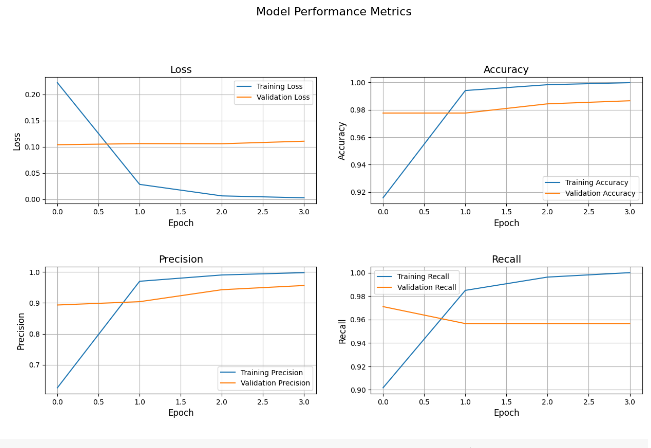 Model Performance Metrics
Loss
Training Loss
Validation Loss
0.20
0.15
0.10
0.05
0.00
Loss
0.0 0.5 1.0 1.5 2.0 2.5 3.0
Epoch
Accuracy
1.00
0.98
0.96
0.94
0.92
Accuracy
Training Accuracy
Validation Accuracy
0.0 0.5 1.0 1.5 2.0 2.5 3.0
Epoch
Precision
1.0
0.9
0.8
0.7
Precision
Training Precision
Validation Precision
0.0 0.5 1.0 1.5 2.0 2.5 3.0
Epoch
Recall
Training Recall
Validation Recall
1.00
0.98
0.96
0.94
0.92
0.90
Recall
0.0 0.5 1.0 1.5 2.0 2.5 3.0
Epoch